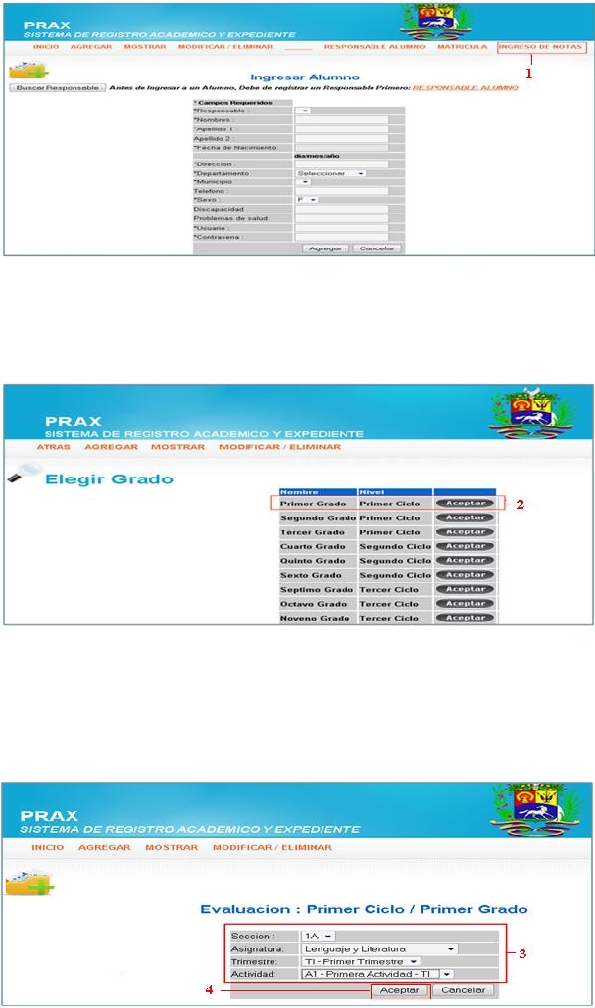 PRAX
SISTEMA DE REGISTRO ACADEMICO Y EXPEDIENTE
INICIO AGREGAR MOSTRAR MODIFICAR / ELIMINAR RESPONSABLE ALUMNO MATRICULA INGRESO DE NOTAS
1
Ingresar Alumno
Buscar Responsable Antes de Ingresar a un Alumno, Debe de registrar un Responsable Primero: RESPONSABLE ALUMNO
* Campos Requeridos
*Responsable :
*Nombres :
*Apellido 1 :
Apellido 2 :
*Fecha de Nacimiento:
dia/mes/año
*Direccion :
*Departamento Seleccionar
*Municipio
Telefono :
*Sexo : F
Discapacidad
Problemas de salud:
*Usuario :
*Contrasena :
Agregar Cancelar
PRAX
SISTEMA DE REGISTRO ACADEMICO Y EXPEDIENTE
ATRAS AGREGAR MOSTRAR MODIFICAR / ELIMINAR
Elegir Grado
Nombre Nivel
Primer Grado Primer Ciclo Aceptar 2
Segundo Grado Primer Ciclo Aceptar
Tercer Grado Primer Ciclo Aceptar
Cuarto Grado Segundo Ciclo Aceptar
Quinto Grado Segundo Ciclo Aceptar
Sexto Grado Segundo Ciclo Aceptar
Septimo Grado Tercer Ciclo Aceptar
Octavo Grado Tercer Ciclo Aceptar
Noveno Grado Tercer Ciclo Aceptar
PRAX
SISTEMA DE REGISTRO ACADEMICO Y EXPEDIENTE
INICIO AGREGAR MOSTRAR MODIFICAR / ELIMINAR
Evaluacion : Primer Ciclo / Primer Grado
Seccion : 1A
Asignatura: Lenguaje y Literatura
Trimestre: TI - Primer Trimestre
Actividad: A1 - Primera Actividad - TI
3
4 Aceptar Cancelar